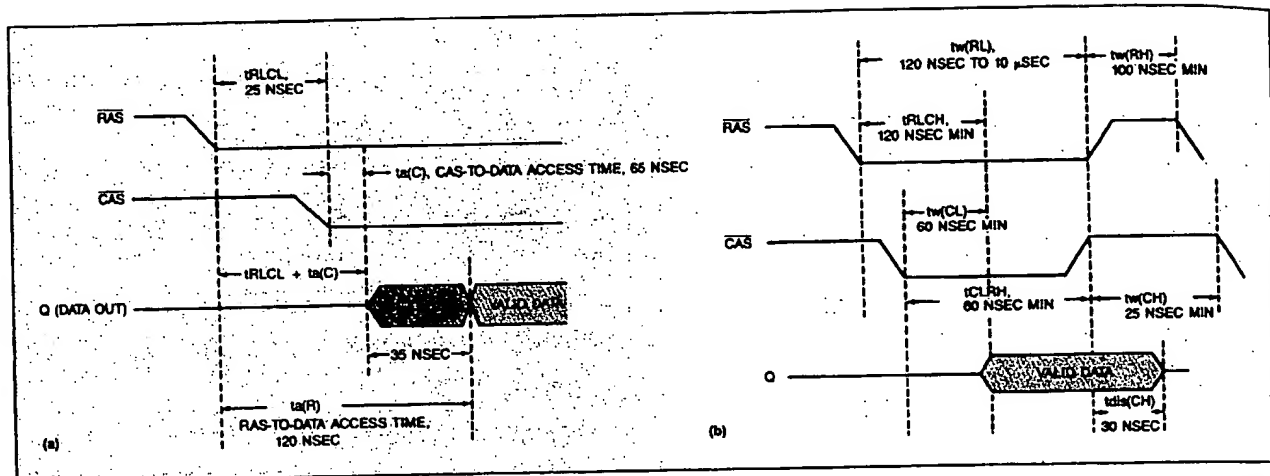 tRLCL,
25 NSEC
RAS
ta(C), CAS-TO-DATA ACCESS TIME, 65 NSEC
CAS
tRLCL + ta(C)
Q (DATA OUT)
VALID DATA
35 NSEC
ta(R)
RAS-TO-DATA ACCESS TIME,
120 NSEC
(a)
tw(RL),
120 NSEC TO 10 µSEC
tw(RH)
100 NSEC MIN
RAS
tRLCH,
120 NSEC MIN
tw(CL)
60 NSEC MIN
CAS
tCLRH,
60 NSEC MIN
tw(CH)
25 NSEC MIN
Q
VALID DATA
tdis(CH)
30 NSEC
(b)